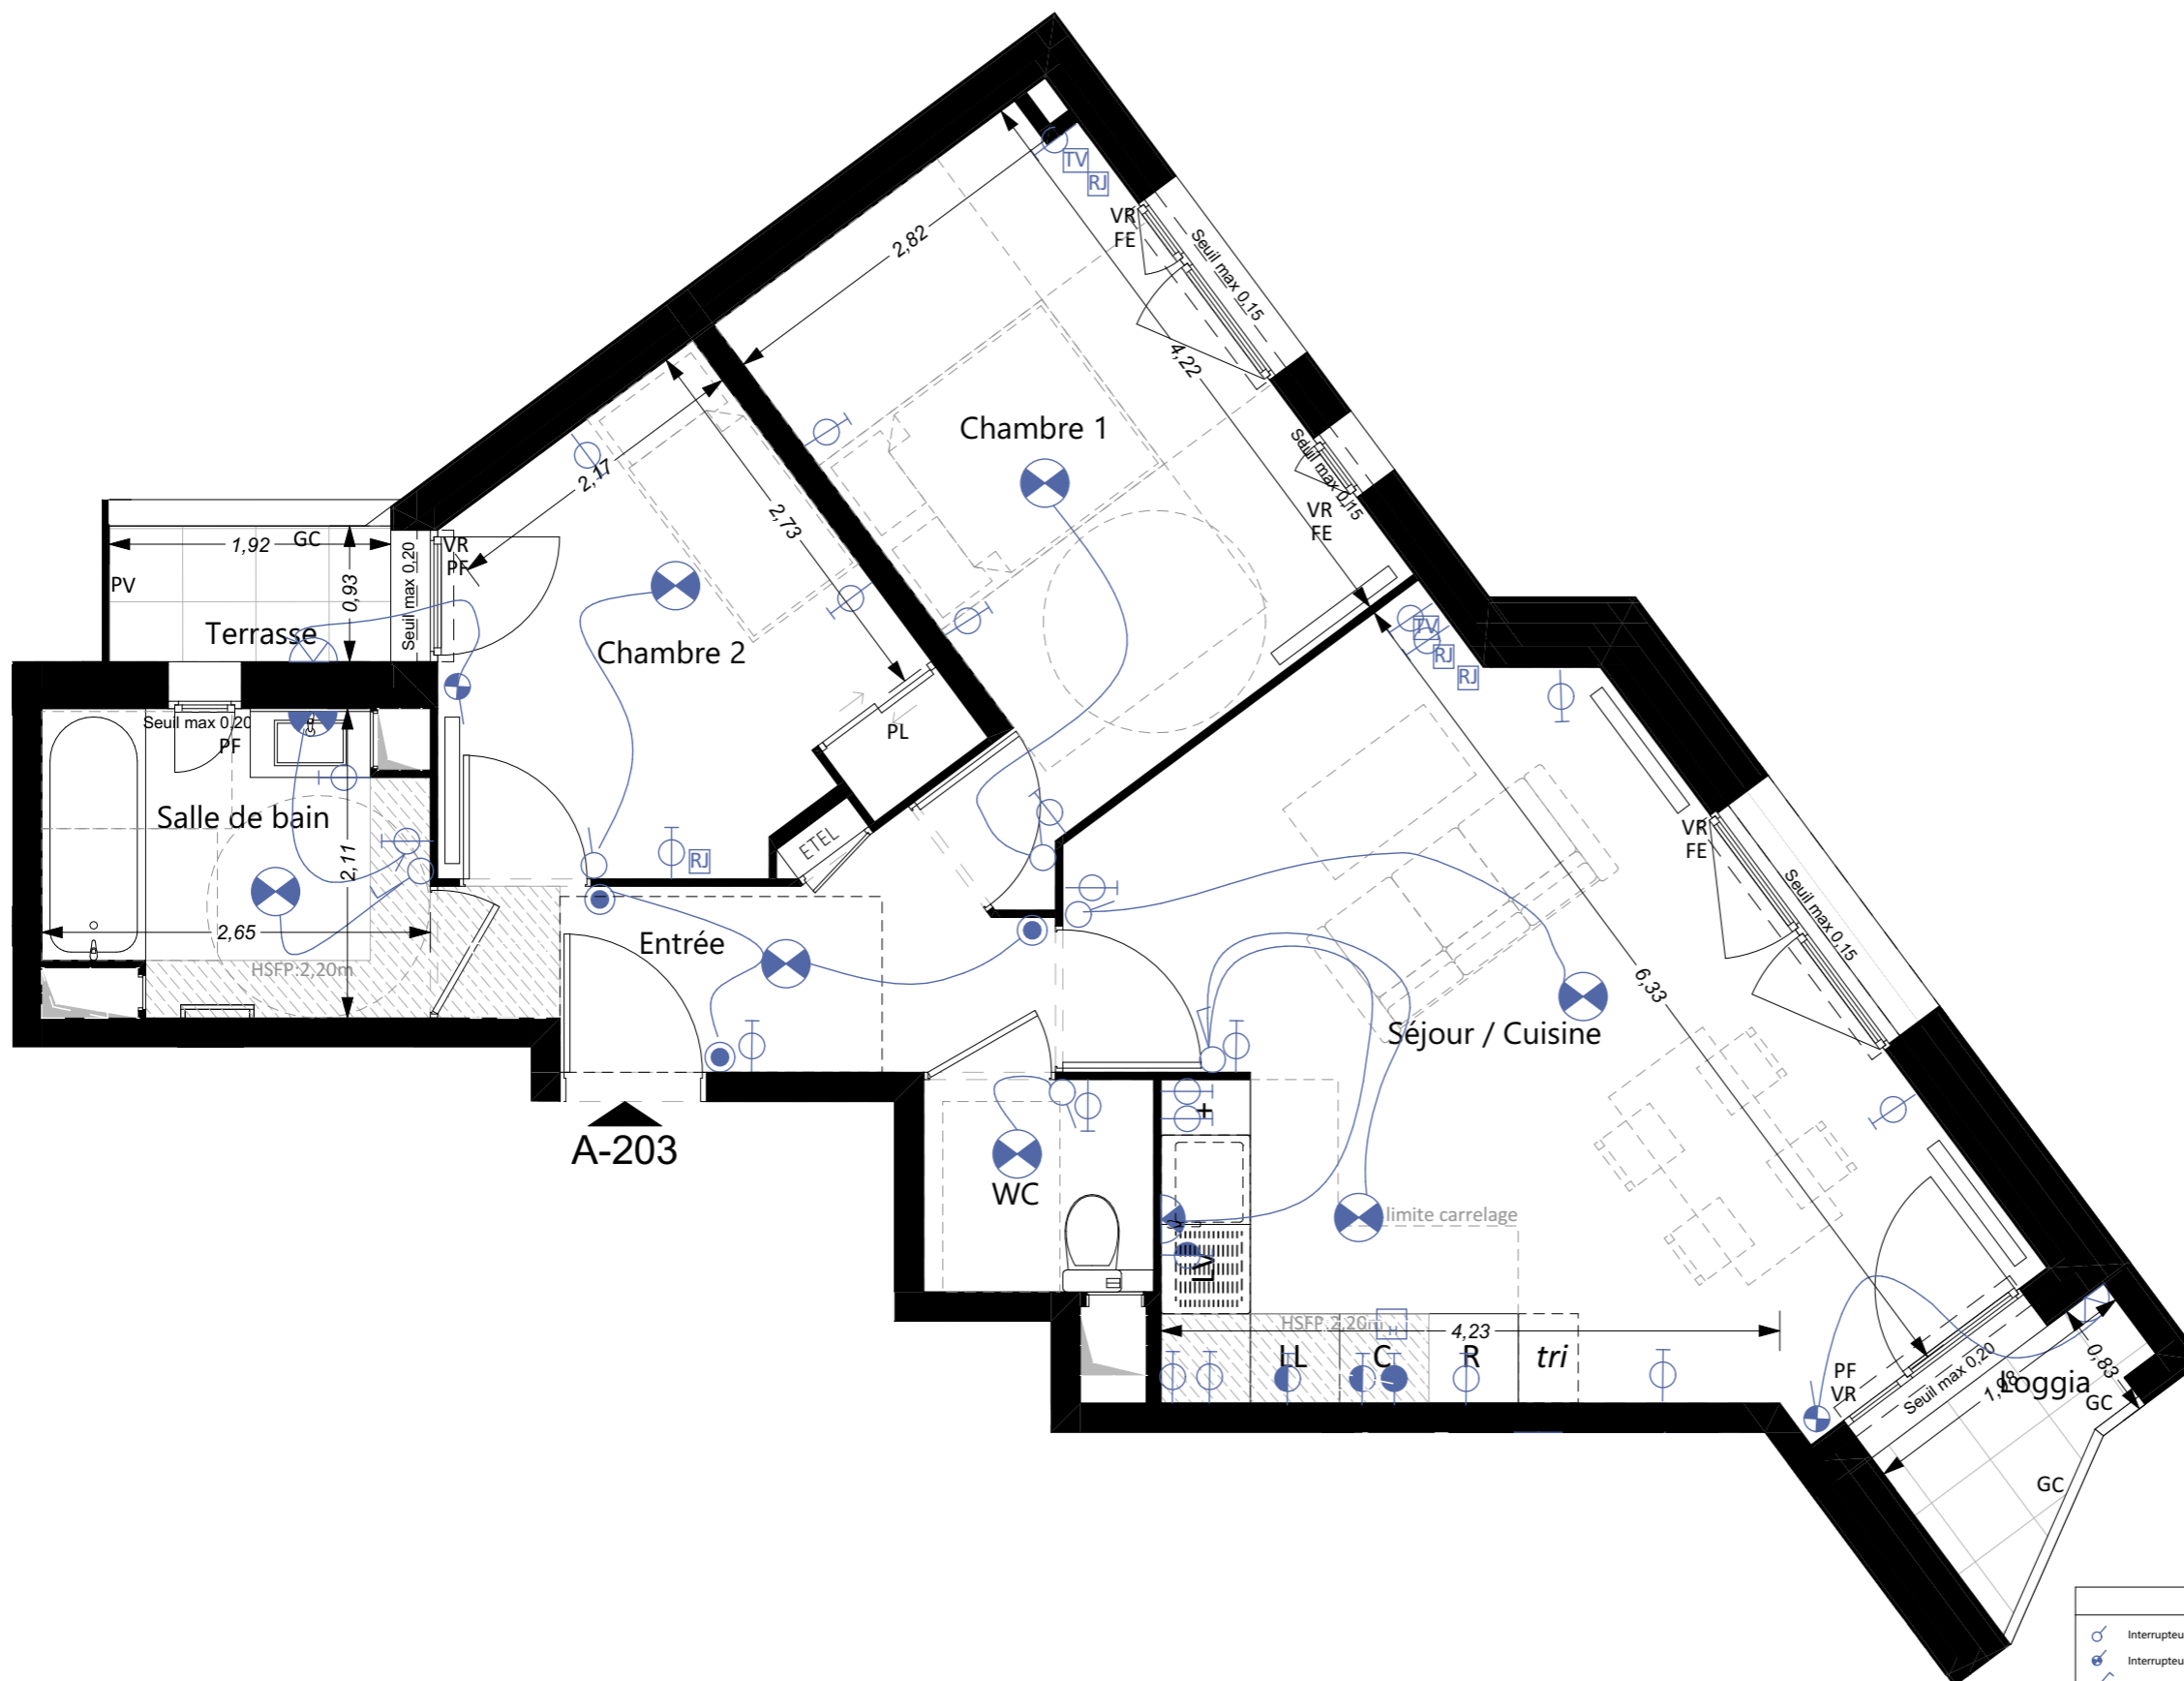 TV
RJ
VR
FE
Seuil max 0,15
2,82
4,22
Chambre 1
Seuil max 0,15
VR
FE
2,17
2,73
1,92
GC
VR
PF
PV
0,93
Seuil max 0,20
Terrasse
Chambre 2
TV
RJ
RJ
Seuil max 0,20
PF
PL
Salle de bain
2,11
ETEL
RJ
VR
FE
Seuil max 0,15
2,65
HSFP:2,20m
Entrée
6,33
Séjour / Cuisine
A-203
+
WC
limite carrelage
LV
HSFP:2,20m
H
4,23
LL
C
R
tri
PF
VR
Seuil max 0,20
1,98
Loggia
0,83
GC
GC
Interrupteu
Interrupteu